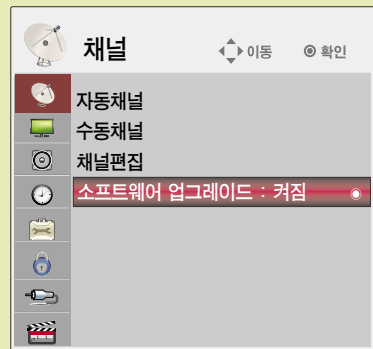 채널 이동 확인
자동채널
수동채널
채널편집
소프트웨어 업그레이드 : 켜짐